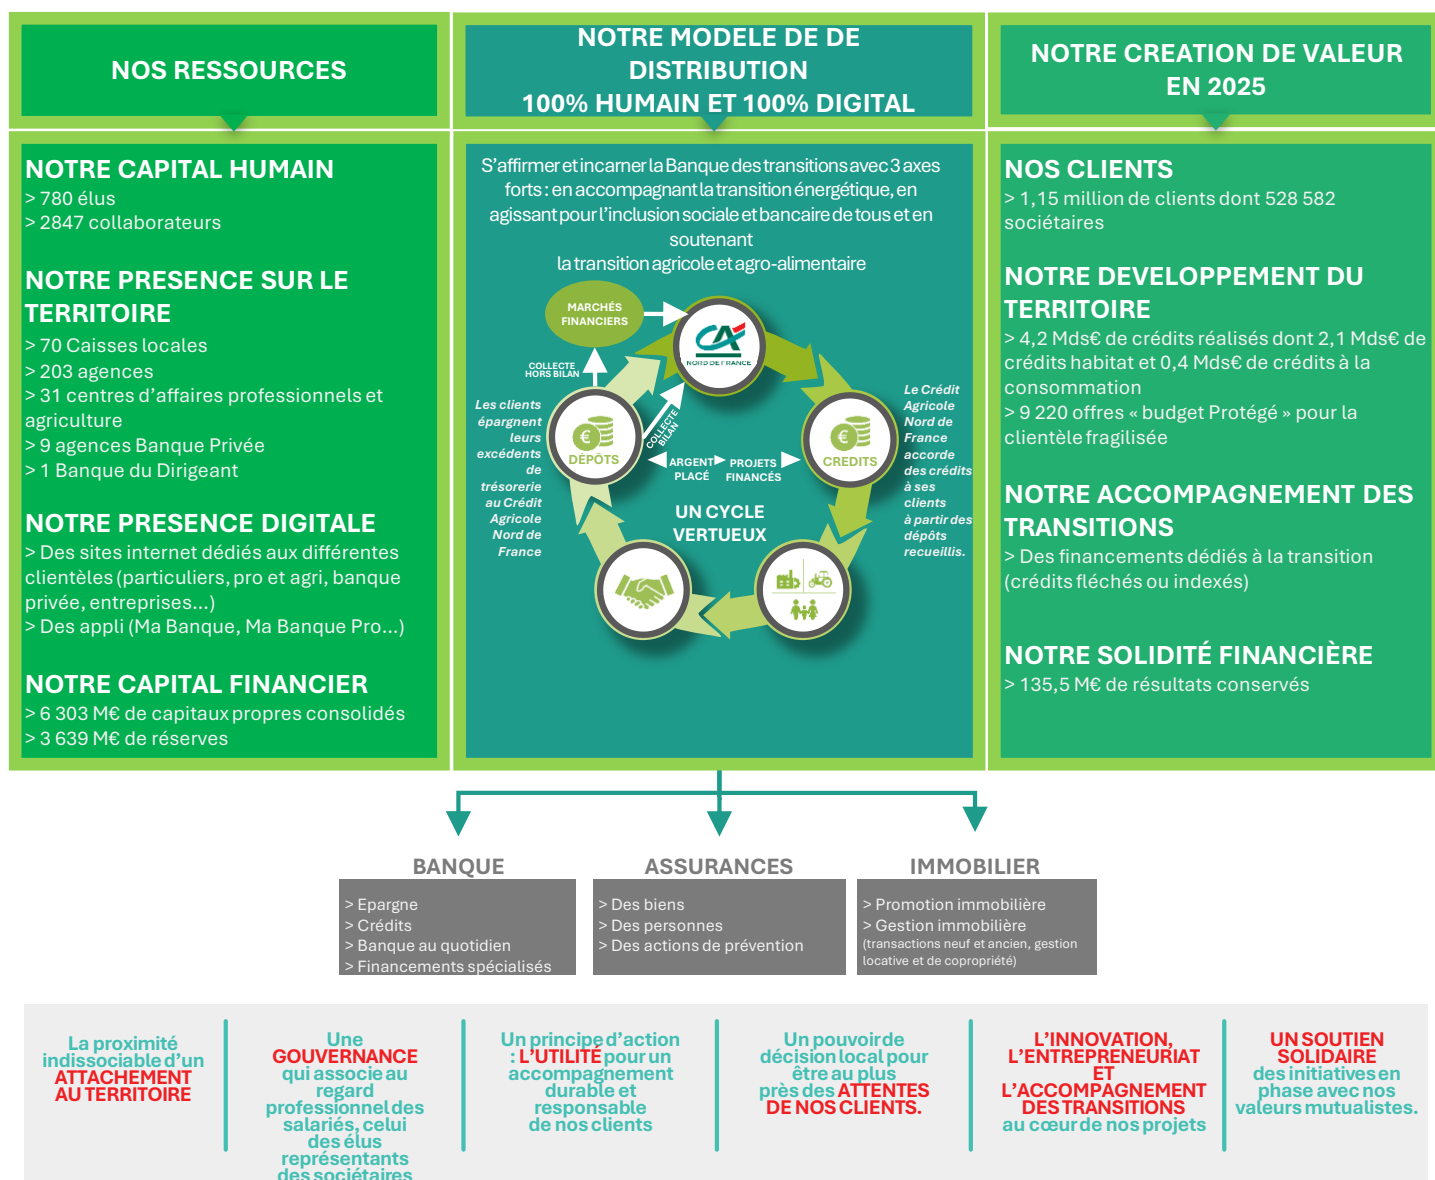 NOS RESSOURCES
NOTRE MODELE DE DE
DISTRIBUTION
100% HUMAIN ET 100% DIGITAL
NOTRE CREATION DE VALEUR
EN 2025
NOTRE CAPITAL HUMAIN
> 780 élus
> 2847 collaborateurs
NOTRE PRESENCE SUR LE
TERRITOIRE
> 70 Caisses locales
> 203 agences
> 31 centres d’affaires professionnels et
agriculture
> 9 agences Banque Privée
> 1 Banque du Dirigeant
NOTRE PRESENCE DIGITALE
> Des sites internet dédiés aux différentes
clientèles (particuliers, pro et agri, banque
privée, entreprises…)
> Des appli (Ma Banque, Ma Banque Pro…)
NOTRE CAPITAL FINANCIER
> 6 303 M€ de capitaux propres consolidés
> 3 639 M€ de réserves
S’affirmer et incarner la Banque des transitions avec 3 axes
forts : en accompagnant la transition énergétique, en
agissant pour l’inclusion sociale et bancaire de tous et en
soutenant
la transition agricole et agro-alimentaire
MARCHÉS
FINANCIERS
NORD DE FRANCE
COLLECTE
HORS BILAN
COLLECTE
BILAN
Les clients
épargnent
leurs
excédents
de
trésorerie
au Crédit
Agricole
Nord de
France
DÉPÔTS
ARGENT
PLACÉ
PROJETS
FINANCÉS
CREDITS
UN CYCLE
VERTUEUX
Le Crédit
Agricole
Nord de
France
accorde
des crédits
à ses
clients
à partir des
dépôts
recueillis.
NOS CLIENTS
> 1,15 million de clients dont 528 582
sociétaires
NOTRE DEVELOPPEMENT DU
TERRITOIRE
> 4,2 Mds€ de crédits réalisés dont 2,1 Mds€ de
crédits habitat et 0,4 Mds€ de crédits à la
consommation
> 9 220 offres « budget Protégé » pour la
clientèle fragilisée
NOTRE ACCOMPAGNEMENT DES
TRANSITIONS
> Des financements dédiés à la transition
(crédits fléchés ou indexés)
NOTRE SOLIDITÉ FINANCIÈRE
> 135,5 M€ de résultats conservés
BANQUE
> Epargne
> Crédits
> Banque au quotidien
> Financements spécialisés
ASSURANCES
> Des biens
> Des personnes
> Des actions de prévention
IMMOBILIER
> Promotion immobilière
> Gestion immobilière
(transactions neuf et ancien, gestion
locative et de copropriété)
La proximité
indissociable d’un
ATTACHEMENT
AU TERRITOIRE
Une
GOUVERNANCE
qui associe au
regard
professionnel des
salariés, celui
des élus
représentants
des sociétaires
Un principe d’action
: L’UTILITÉ pour un
accompagnement
durable et
responsable
de nos clients
Un pouvoir de
décision local pour
être au plus
près des ATTENTES
DE NOS CLIENTS.
L’INNOVATION,
L’ENTREPRENEURIAT
ET
L’ACCOMPAGNEMENT
DES TRANSITIONS
au cœur de nos projets
UN SOUTIEN
SOLIDAIRE
des initiatives en
phase avec nos
valeurs mutualistes.